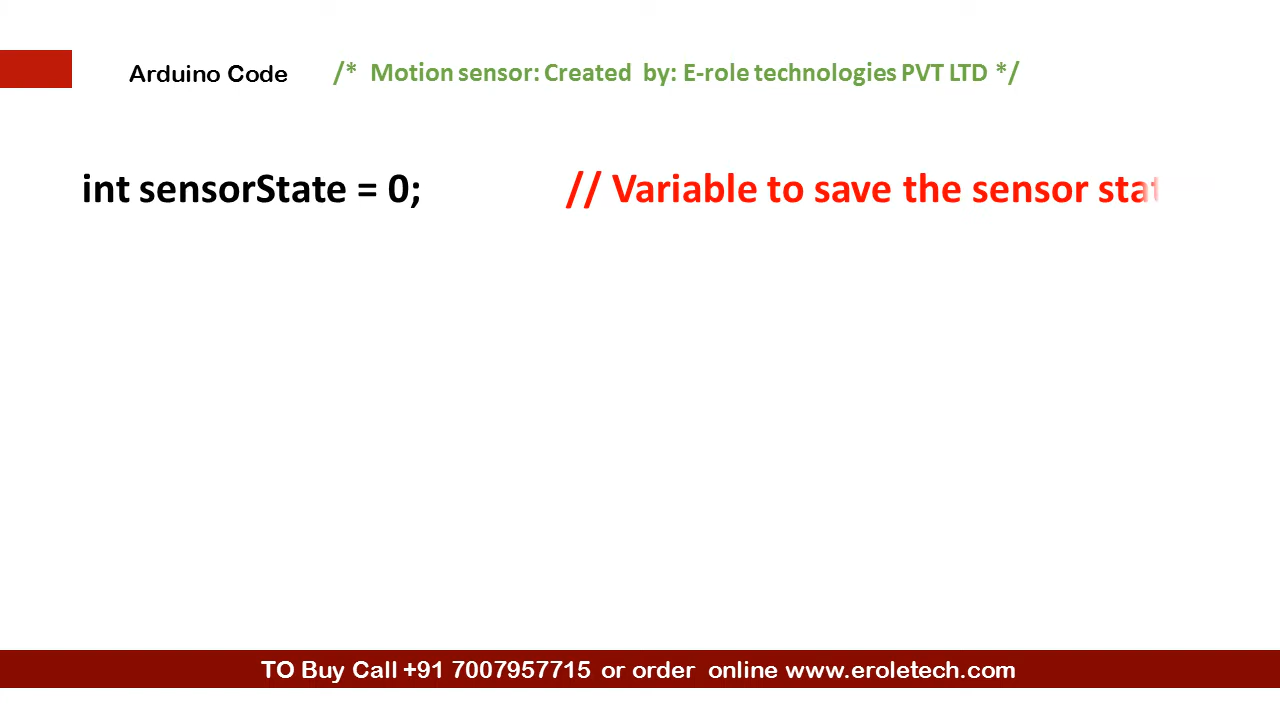 Arduino Code /* Motion sensor: Created by: E-role technologies PVT LTD */
int sensorState = 0; // Variable to save the sensor stat
TO Buy Call +91 7007957715 or order online www.eroletech.com